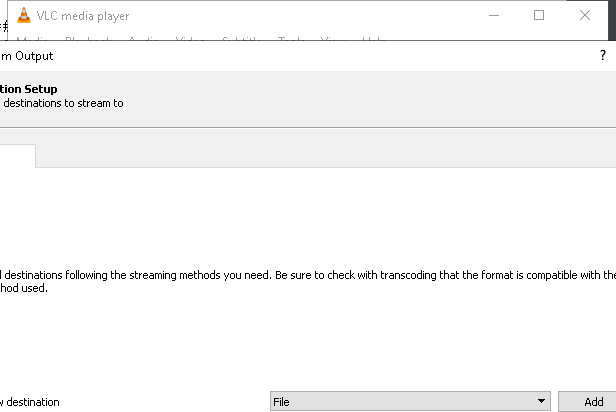 VLC media player
##
m Output
?
tion Setup
destinations to stream to
destinations following the streaming methods you need. Be sure to check with transcoding that the format is compatible with the
hod used.
destination
File
Add